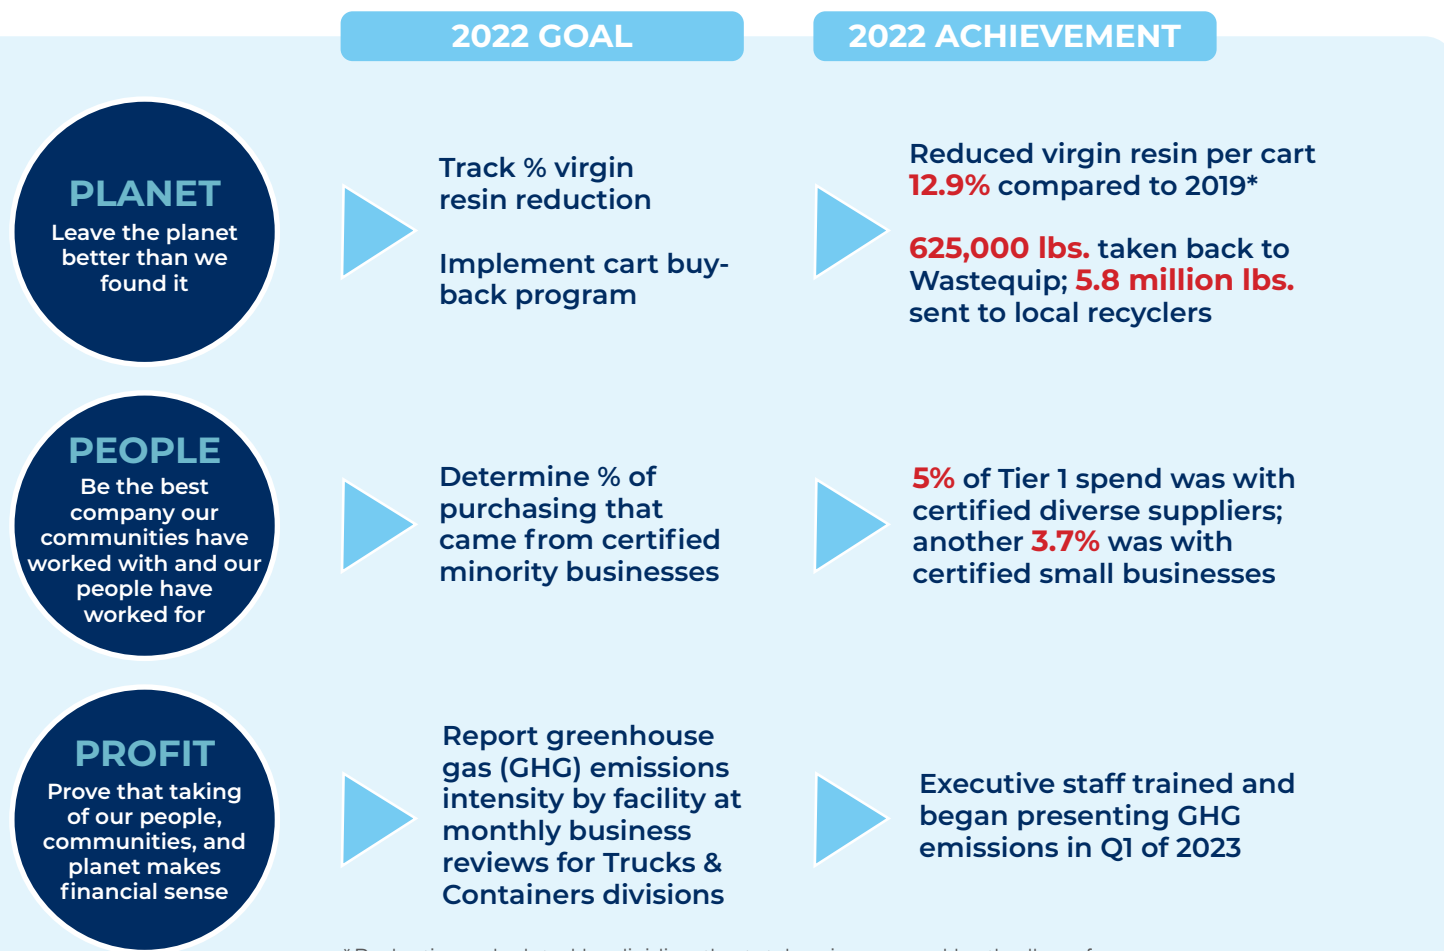 2022 GOAL
2022 ACHIEVEMENT
PLANET
Leave the planet
better than we
found it
Track % virgin
resin reduction
Implement cart buy-
back program
Reduced virgin resin per cart
12.9% compared to 2019*
625,000 lbs. taken back to
Wastequip; 5.8 million lbs.
sent to local recyclers
PEOPLE
Be the best
company our
communities have
worked with and our
people have
worked for
Determine % of
purchasing that
came from certified
minority businesses
5% of Tier 1 spend was with
certified diverse suppliers;
another 3.7% was with
certified small businesses
PROFIT
Prove that taking
of our people,
communities, and
planet makes
financial sense
Report greenhouse
gas (GHG) emissions
intensity by facility at
monthly business
reviews for Trucks &
Containers divisions
Executive staff trained and
began presenting GHG
emissions in Q1 of 2023